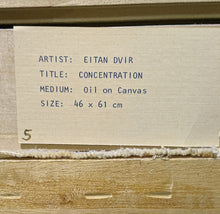 ARTIST: EITAN DVIR
TITLE: CONCENTRATION
MEDIUM: Oil on Canvas
SIZE: 46 x 61 cm
5